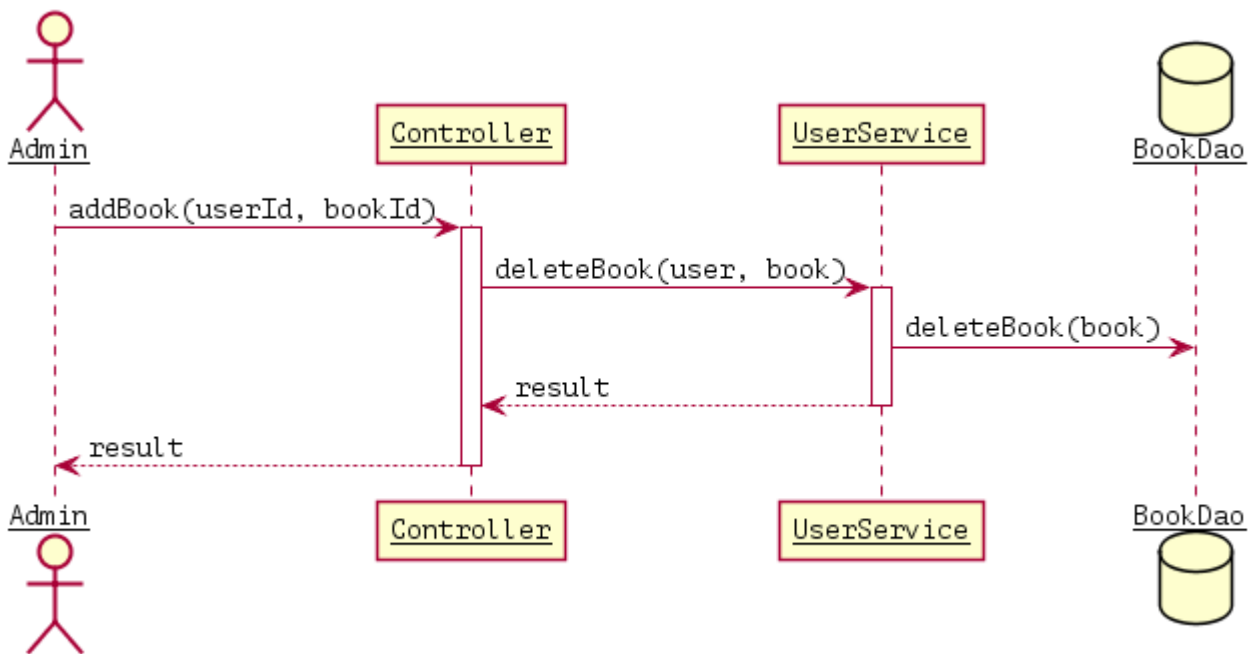 Admin
Controller
UserService
BookDao
addBook(userId, bookId)
deleteBook(user, book)
deleteBook(book)
result
result
Admin
Controller
UserService
BookDao